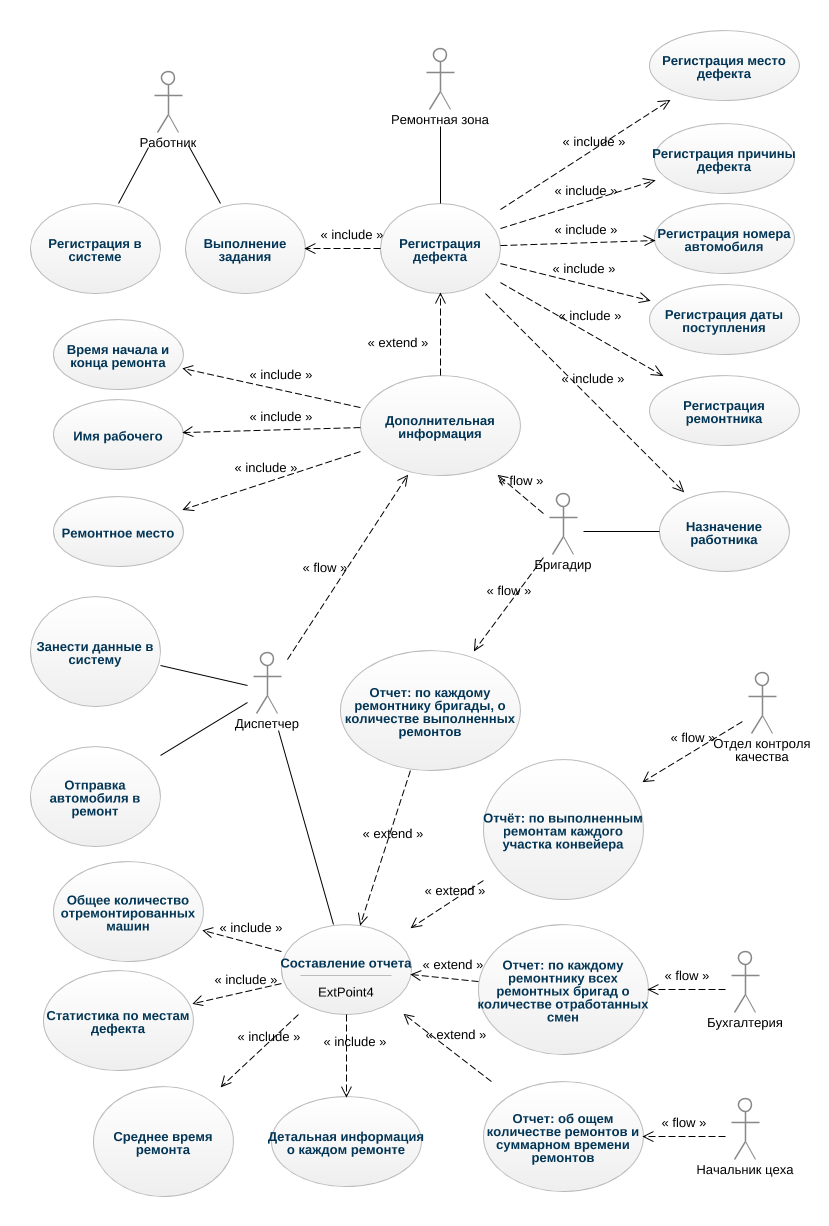 Работник
Ремонтная зона
Регистрация место
дефекта
« include »
Регистрация причины
дефекта
« include »
Регистрация в
системе
Выполнение
задания
« include »
Регистрация
дефекта
« include »
Регистрация номера
автомобиля
« include »
Регистрация даты
поступления
« include »
« extend »
Время начала и
конца ремонта
« include »
« include »
Регистрация
ремонтника
« include »
Имя рабочего
Дополнительная
информация
« include »
« flow »
Ремонтное место
Назначение
работника
Бригадир
« flow »
« flow »
Занести данные в
систему
Диспетчер
Отчет: по каждому
ремонтнику бригады, о
количестве выполненных
ремонтов
« flow »
Отдел контроля
качества
Отправка
автомобиля в
ремонт
« extend »
Отчёт: по выполненным
ремонтам каждого
участка конвейера
« extend »
Общее количество
отремонтированных
машин
« include »
Составление отчета
ExtPoint4
« extend »
Отчет: по каждому
ремонтнику всех
ремонтных бригад о
количестве отработанных
смен
« flow »
Бухгалтерия
« include »
Статистика по местам
дефекта
« include »
« include »
« extend »
Среднее время
ремонта
Детальная информация
о каждом ремонте
Отчет: об ощем
количестве ремонтов и
суммарном времени
ремонтов
« flow »
Начальник цеха